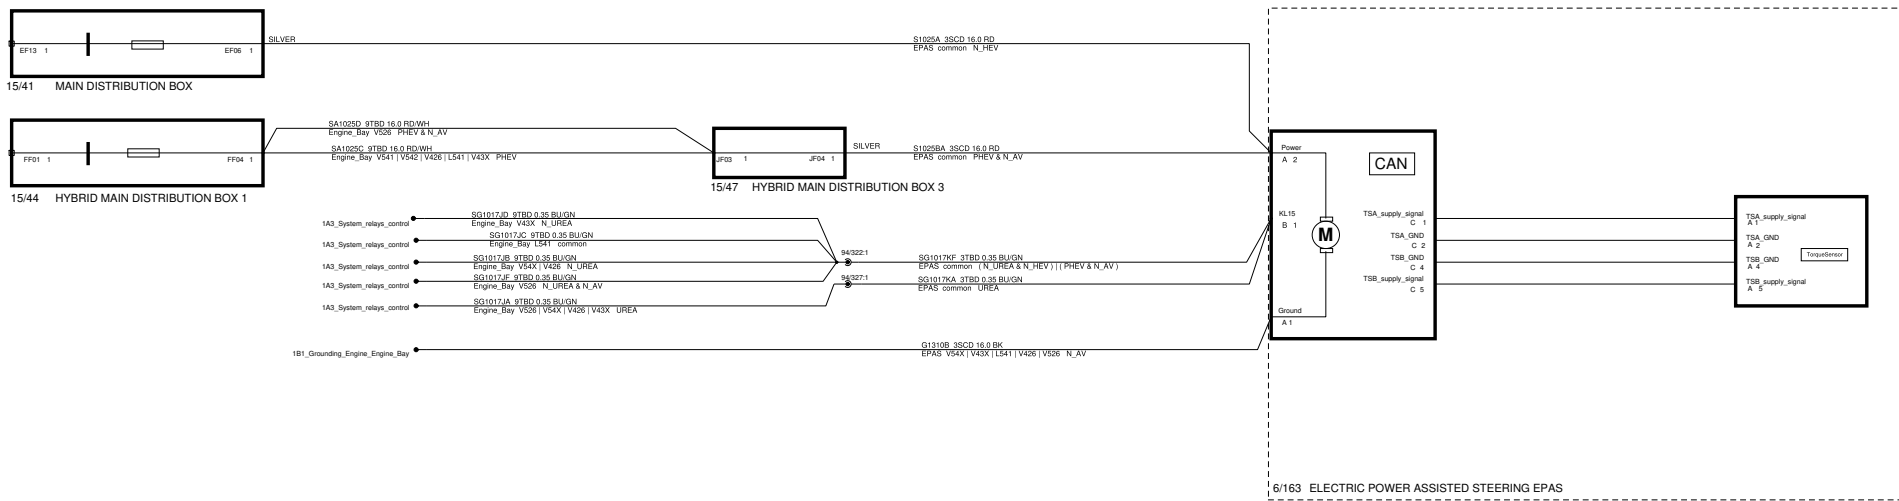 EF13 1
EF06 1
SILVER
S1025A 3SCD 16.0 RD
EPAS common N_HEV
15/41 MAIN DISTRIBUTION BOX
SA1025D 9TBD 16.0 RD/WH
Engine_Bay V526 PHEV & N_AV
FF01 1
FF04 1
SA1025C 9TBD 16.0 RD/WH
Engine_Bay V541 | V542 | V426 | L541 | V43X PHEV
JF03 1
JF04 1
SILVER
S1025BA 3SCD 16.0 RD
EPAS common PHEV & N_AV
15/44 HYBRID MAIN DISTRIBUTION BOX 1
15/47 HYBRID MAIN DISTRIBUTION BOX 3
1A3_System_relays_control
SG1017JD 9TBD 0.35 BU/GN
Engine_Bay V43X N_UREA
1A3_System_relays_control
SG1017JC 9TBD 0.35 BU/GN
Engine_Bay L541 common
1A3_System_relays_control
SG1017JB 9TBD 0.35 BU/GN
Engine_Bay V54X | V426 N_UREA
94/322:1
SG1017KF 3TBD 0.35 BU/GN
EPAS common ( N_UREA & N_HEV ) | ( PHEV & N_AV )
1A3_System_relays_control
SG1017JF 9TBD 0.35 BU/GN
Engine_Bay V526 N_UREA & N_AV
94/327:1
SG1017KA 3TBD 0.35 BU/GN
EPAS common UREA
1A3_System_relays_control
SG1017JA 9TBD 0.35 BU/GN
Engine_Bay V526 | V54X | V426 | V43X UREA
1B1_Grounding_Engine_Engine_Bay
G1310B 3SCD 16.0 BK
EPAS V54X | V43X | L541 | V426 | V526 N_AV
Power
A 2
CAN
KL15
B 1
M
Ground
A 1
TSA_supply_signal
C 1
TSA_GND
C 2
TSB_GND
C 4
TSB_supply_signal
C 5
TSA_supply_signal
A 1
TSA_GND
A 2
TSB_GND
A 4
TSB_supply_signal
A 5
TorqueSensor
6/163 ELECTRIC POWER ASSISTED STEERING EPAS